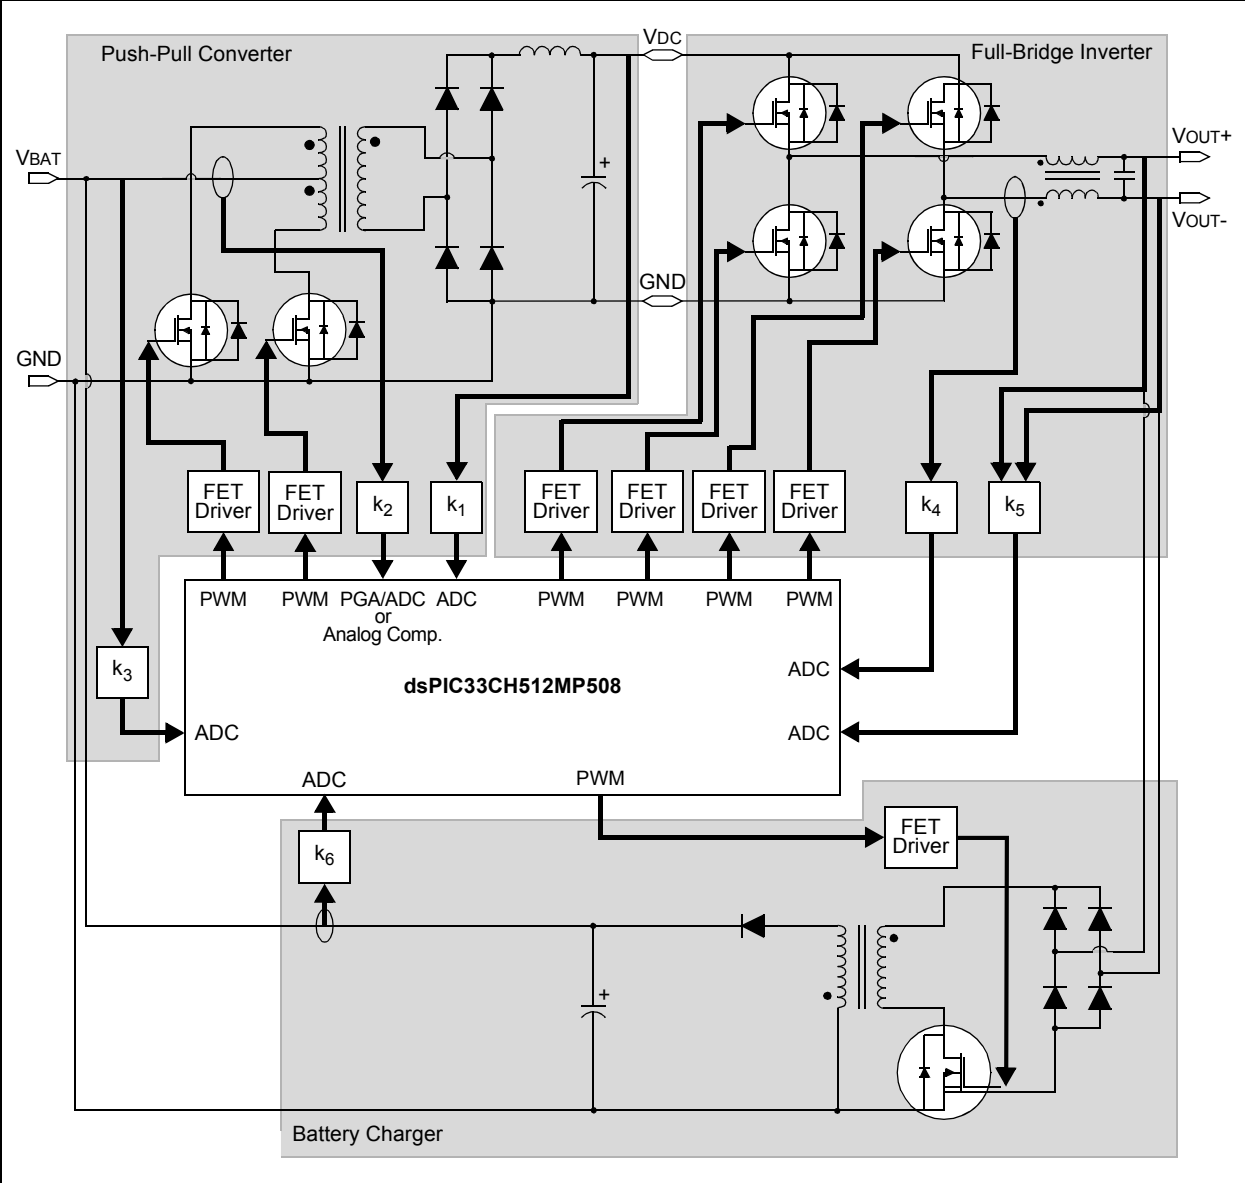 Push-Pull Converter
VDC
Full-Bridge Inverter
VOUT+
VBAT
+
VOUT-
GND
GND
FET
Driver
FET
Driver
k2
k1
FET
Driver
FET
Driver
FET
Driver
FET
Driver
k4
k5
PWM
PWM
PGA/ADC
or
Analog Comp.
ADC
PWM
PWM
PWM
PWM
k3
ADC
dsPIC33CH512MP508
ADC
ADC
ADC
PWM
FET
Driver
k6
+
Battery Charger